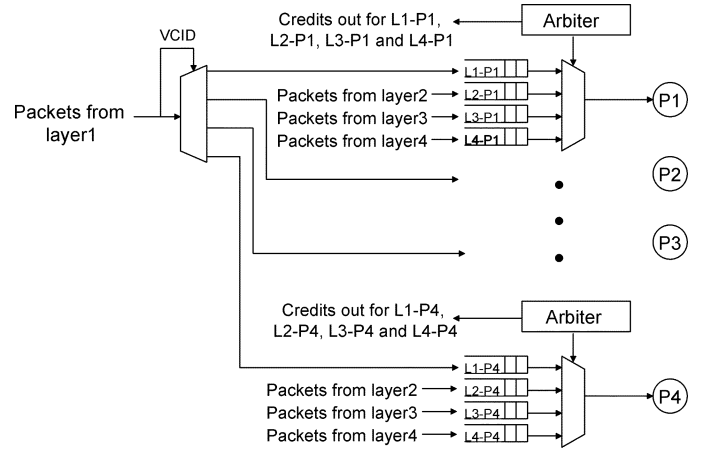 Credits out for L1-P1,
L2-P1, L3-P1 and L4-P1
Arbiter
VCID
L1-P1
P1
Packets from layer2
L2-P1
Packets from
layer1
Packets from layer3
L3-P1
Packets from layer4
L4-P1
P2
P3
Credits out for L1-P4,
L2-P4, L3-P4 and L4-P4
Arbiter
L1-P4
Packets from layer2
L2-P4
P4
Packets from layer3
L3-P4
Packets from layer4
L4-P4